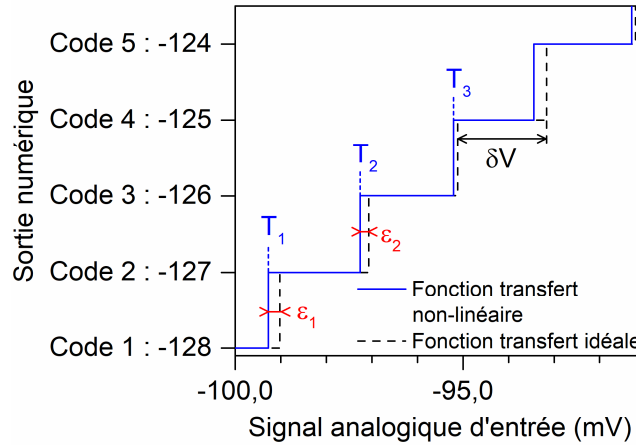 Sortie numérique
Code 5 : -124
Code 4 : -125
Code 3 : -126
Code 2 : -127
Code 1 : -128
T₁
T₂
T₃
δV
ε₁
ε₂
Fonction transfert
non-linéaire
Fonction transfert idéale
-100,0
-95,0
Signal analogique d'entrée (mV)